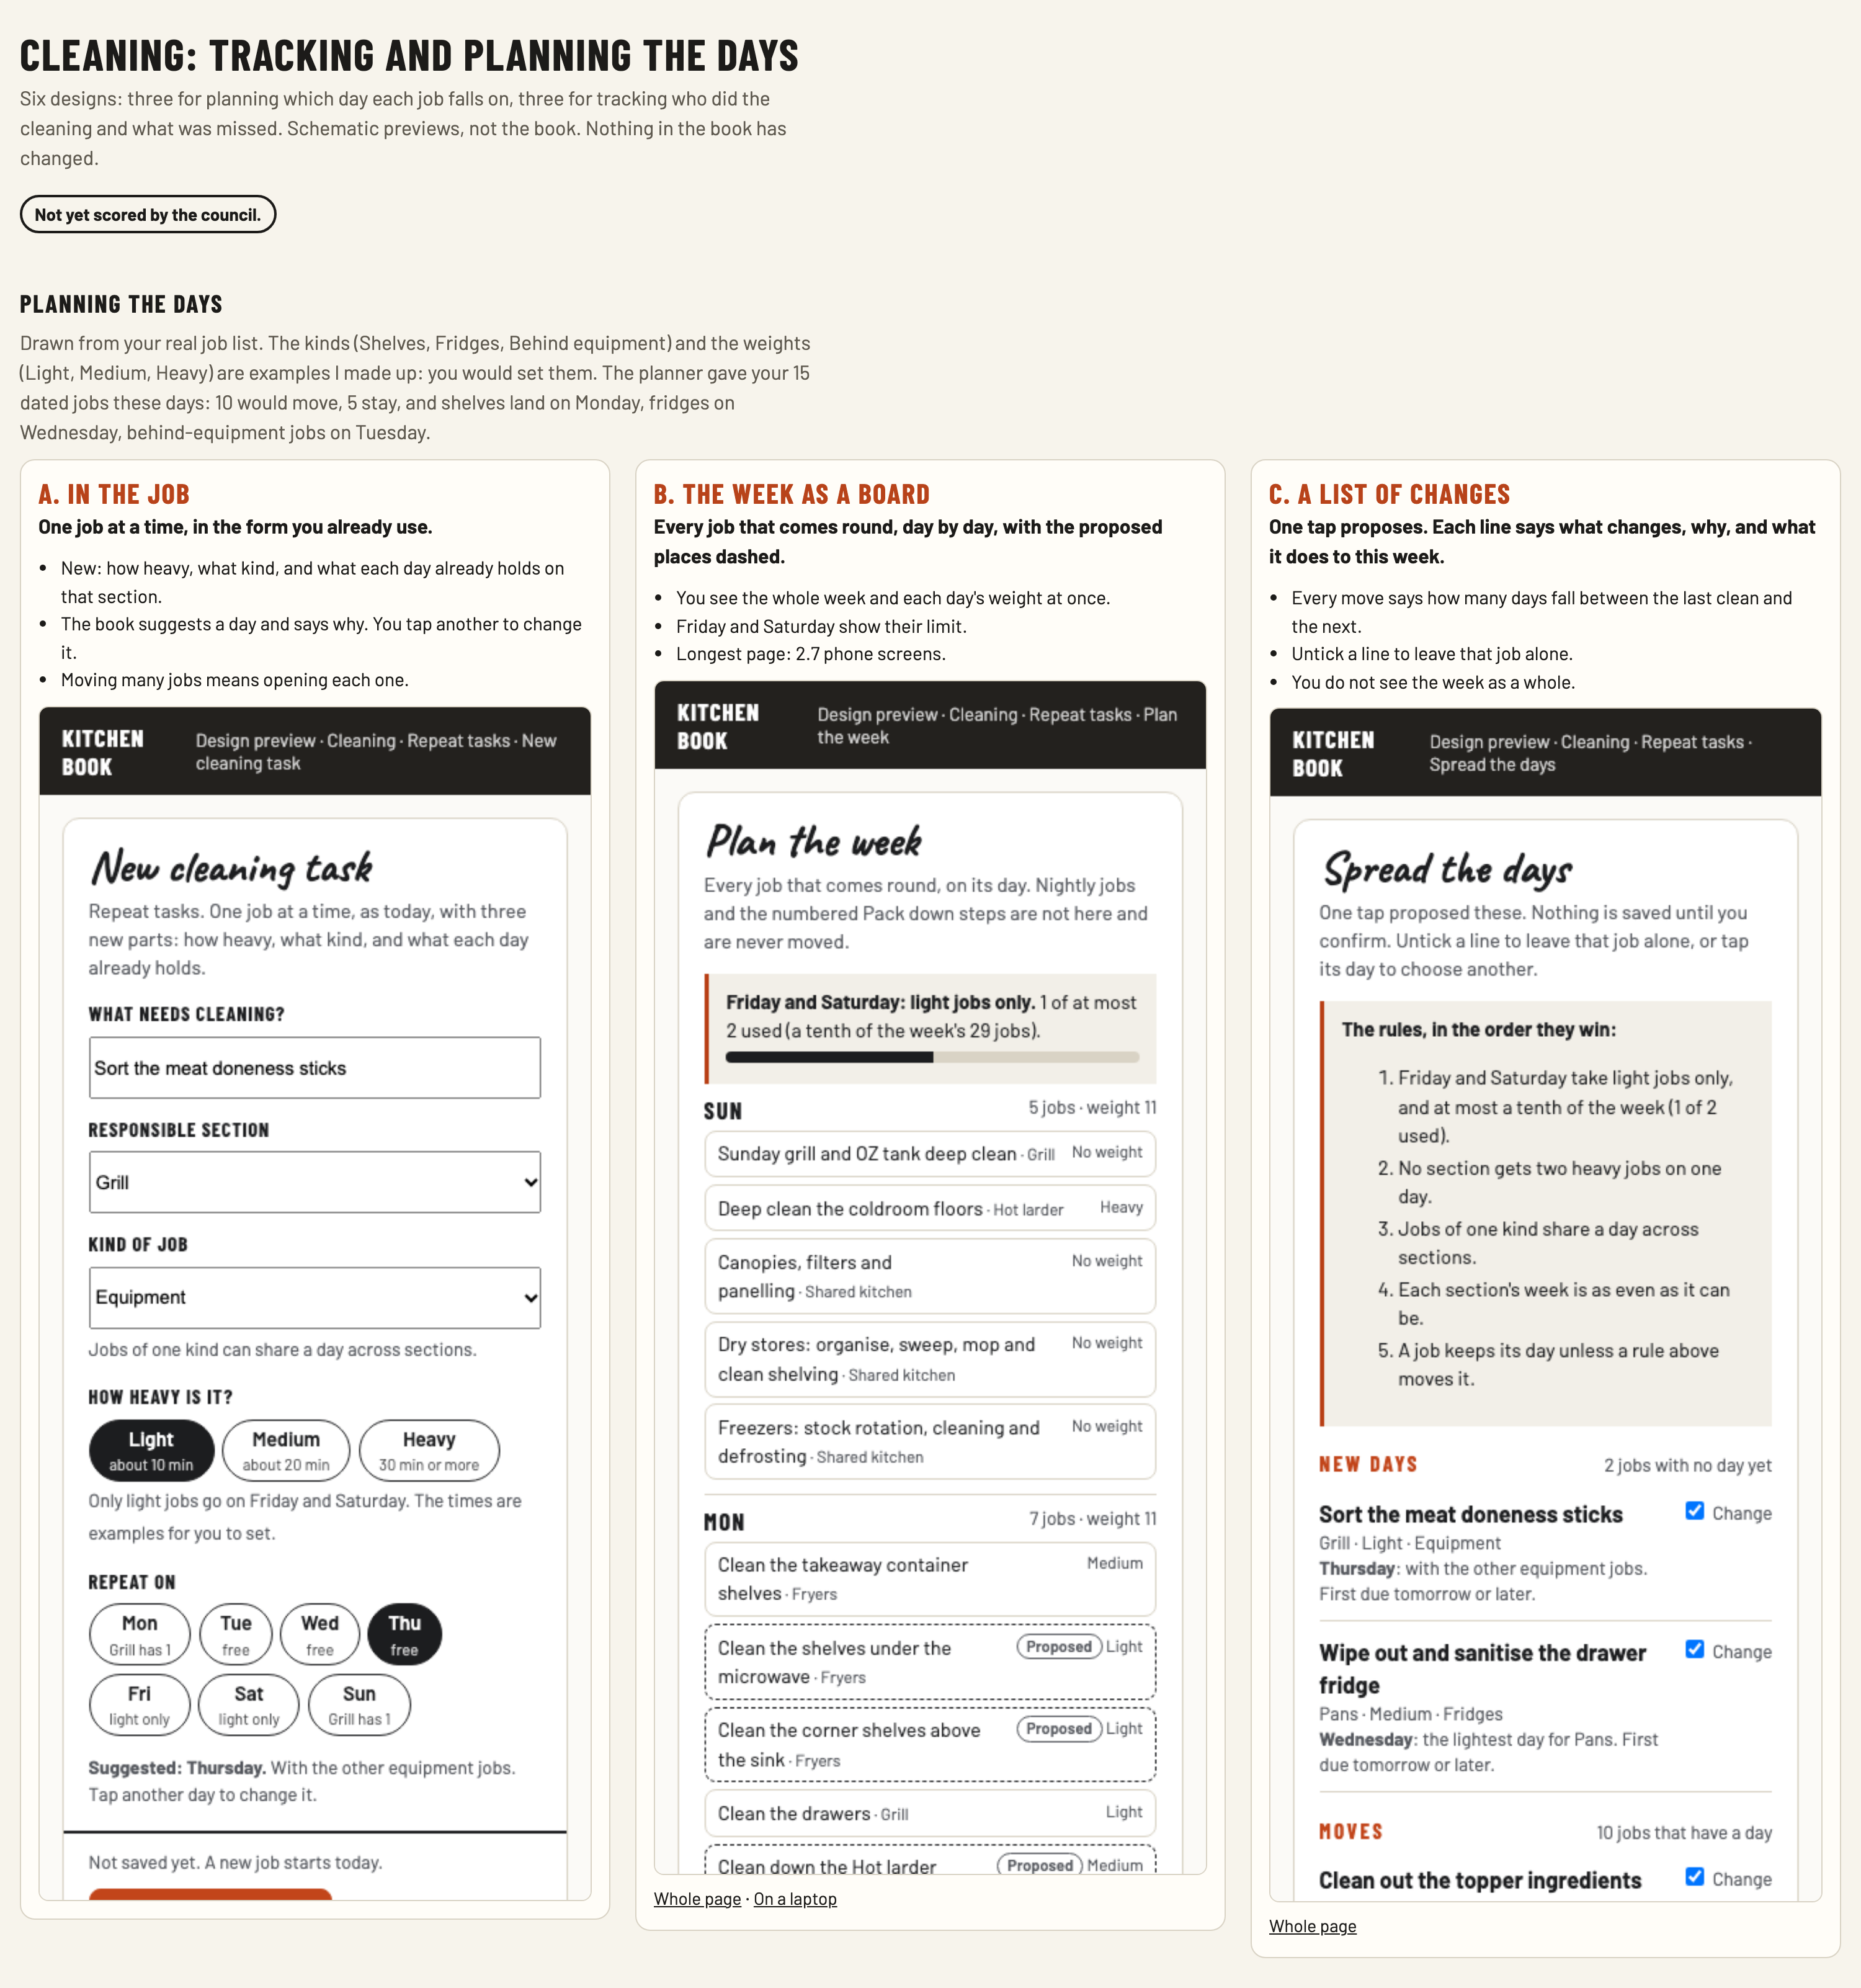 CLEANING: TRACKING AND PLANNING THE DAYS
Six designs: three for planning which day each job falls on, three for tracking who did the
cleaning and what was missed. Schematic previews, not the book. Nothing in the book has
changed.
Not yet scored by the council.
PLANNING THE DAYS
Drawn from your real job list. The kinds (Shelves, Fridges, Behind equipment) and the weights
(Light, Medium, Heavy) are examples I made up: you would set them. The planner gave your 15
dated jobs these days: 10 would move, 5 stay, and shelves land on Monday, fridges on
Wednesday, behind-equipment jobs on Tuesday.
A. IN THE JOB
One job at a time, in the form you already use.
• New: how heavy, what kind, and what each day already holds on
that section.
• The book suggests a day and says why. You tap another to change
it.
• Moving many jobs means opening each one.
KITCHEN
BOOK
Design preview · Cleaning · Repeat tasks · New
cleaning task
New cleaning task
Repeat tasks. One job at a time, as today, with three
new parts: how heavy, what kind, and what each day
already holds.
WHAT NEEDS CLEANING?
Sort the meat doneness sticks
RESPONSIBLE SECTION
Grill
KIND OF JOB
Equipment
Jobs of one kind can share a day across sections.
HOW HEAVY IS IT?
Light
about 10 min
Medium
about 20 min
Heavy
30 min or more
Only light jobs go on Friday and Saturday. The times are
examples for you to set.
REPEAT ON
Mon
Grill has 1
Tue
free
Wed
free
Thu
free
Fri
light only
Sat
light only
Sun
Grill has 1
Suggested: Thursday. With the other equipment jobs.
Tap another day to change it.
Not saved yet. A new job starts today.
B. THE WEEK AS A BOARD
Every job that comes round, day by day, with the proposed
places dashed.
• You see the whole week and each day's weight at once.
• Friday and Saturday show their limit.
• Longest page: 2.7 phone screens.
KITCHEN
BOOK
Design preview · Cleaning · Repeat tasks · Plan
the week
Plan the week
Every job that comes round, on its day. Nightly jobs
and the numbered Pack down steps are not here and
are never moved.
Friday and Saturday: light jobs only. 1 of at most
2 used (a tenth of the week's 29 jobs).
SUN 5 jobs · weight 11
Sunday grill and OZ tank deep clean · Grill No weight
Deep clean the coldroom floors · Hot larder Heavy
Canopies, filters and No weight
panelling · Shared kitchen
Dry stores: organise, sweep, mop and No weight
clean shelving · Shared kitchen
Freezers: stock rotation, cleaning and No weight
defrosting · Shared kitchen
MON 7 jobs · weight 11
Clean the takeaway container Medium
shelves · Fryers
Clean the shelves under the Proposed Light
microwave · Fryers
Clean the corner shelves above Proposed Light
the sink · Fryers
Clean the drawers · Grill Light
Clean down the Hot larder Proposed Medium
Whole page · On a laptop
C. A LIST OF CHANGES
One tap proposes. Each line says what changes, why, and what
it does to this week.
• Every move says how many days fall between the last clean and
the next.
• Untick a line to leave that job alone.
• You do not see the week as a whole.
KITCHEN
BOOK
Design preview · Cleaning · Repeat tasks ·
Spread the days
Spread the days
One tap proposed these. Nothing is saved until you
confirm. Untick a line to leave that job alone, or tap
its day to choose another.
The rules, in the order they win:
1. Friday and Saturday take light jobs only,
and at most a tenth of the week (1 of 2
used).
2. No section gets two heavy jobs on one
day.
3. Jobs of one kind share a day across
sections.
4. Each section's week is as even as it can
be.
5. A job keeps its day unless a rule above
moves it.
NEW DAYS 2 jobs with no day yet
Sort the meat doneness sticks Change
Grill · Light · Equipment
Thursday: with the other equipment jobs.
First due tomorrow or later.
Wipe out and sanitise the drawer Change
fridge
Pans · Medium · Fridges
Wednesday: the lightest day for Pans. First
due tomorrow or later.
MOVES 10 jobs that have a day
Clean out the topper ingredients Change
Whole page